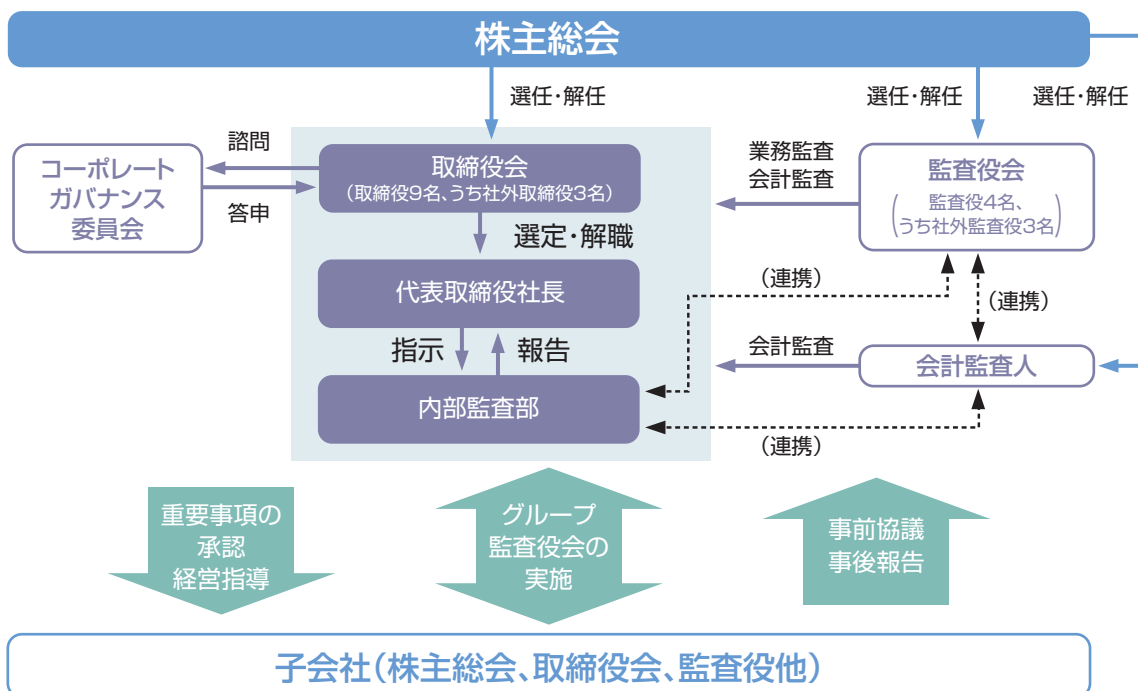 株主総会
選任・解任
選任・解任
選任・解任
諮問
コーポレート
ガバナンス
委員会
答申
取締役会
（取締役9名、うち社外取締役3名）
業務監査
会計監査
監査役会
（監査役4名、
うち社外監査役3名）
選定・解職
代表取締役社長
（連携）
（連携）
指示
報告
会計監査
会計監査人
内部監査部
（連携）
重要事項の
承認
経営指導
グループ
監査役会の
実施
事前協議
事後報告
子会社（株主総会、取締役会、監査役他）